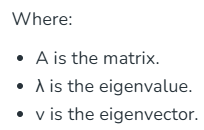 Where:
• A is the matrix.
• λ is the eigenvalue.
• v is the eigenvector.